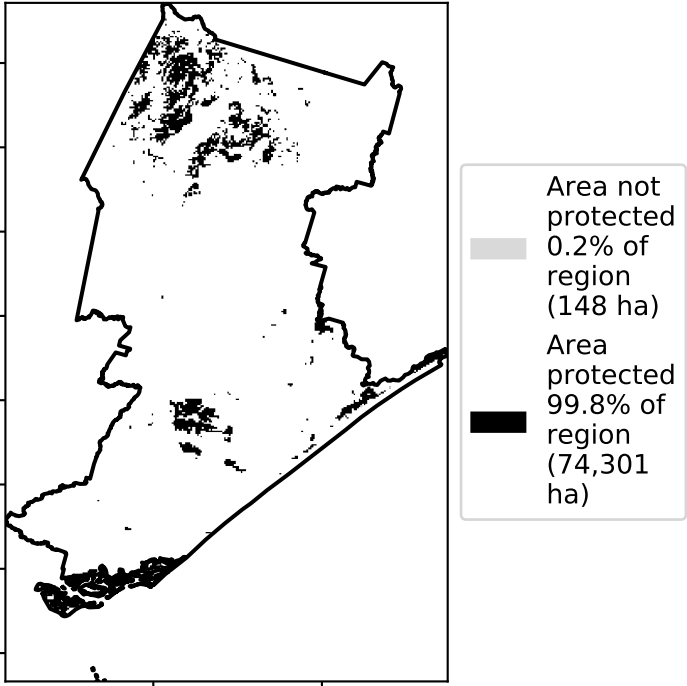 Area not
protected
0.2% of
region
(148 ha)
Area
protected
99.8% of
region
(74,301
ha)